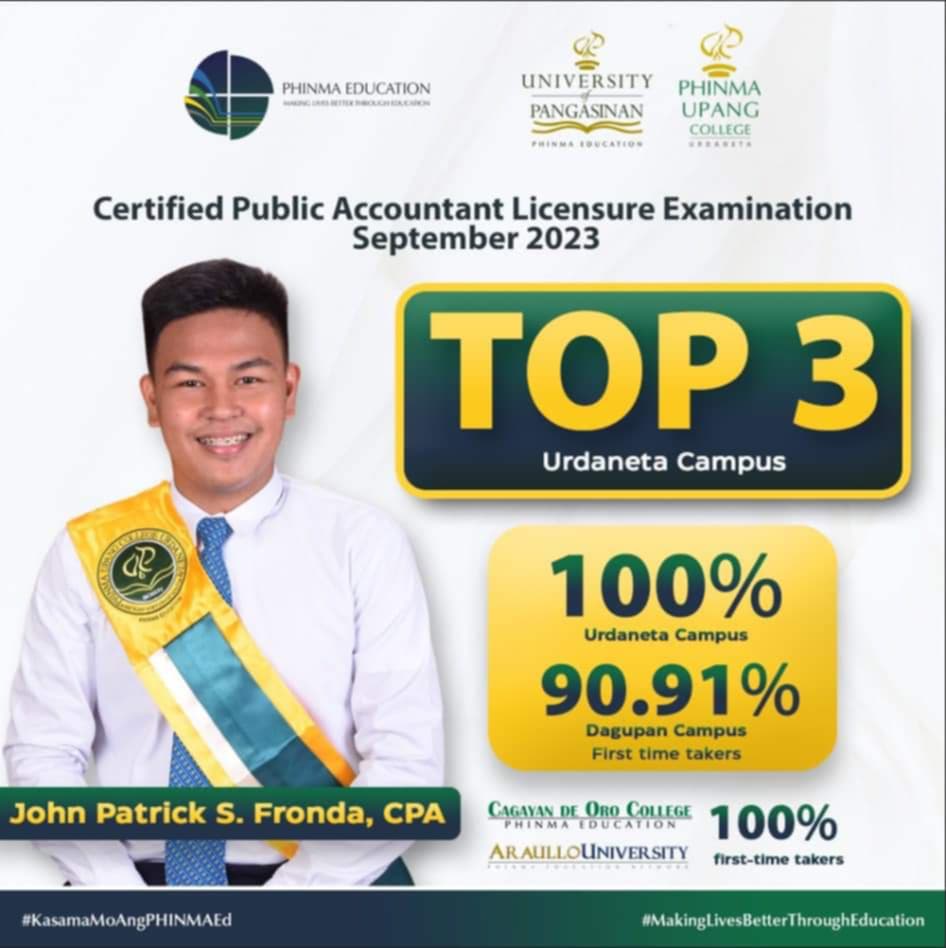 PHINMA EDUCATION
MAKING LIVES BETTER THROUGH EDUCATION
UNIVERSITY
of
PANGASINAN
PHINMA EDUCATION
PHINMA
UPANG
COLLEGE
URDANETA
Certified Public Accountant Licensure Examination
September 2023
TOP 3
Urdaneta Campus
100%
Urdaneta Campus
90.91%
Dagupan Campus
First time takers
John Patrick S. Fronda, CPA
CAGAYAN DE ORO COLLEGE
PHINMA EDUCATION
100%
first-time takers
ARAULLO UNIVERSITY
PHINMA EDUCATION NETWORK
#KasamaMoAngPHINMAEd
#MakingLivesBetterThroughEducation